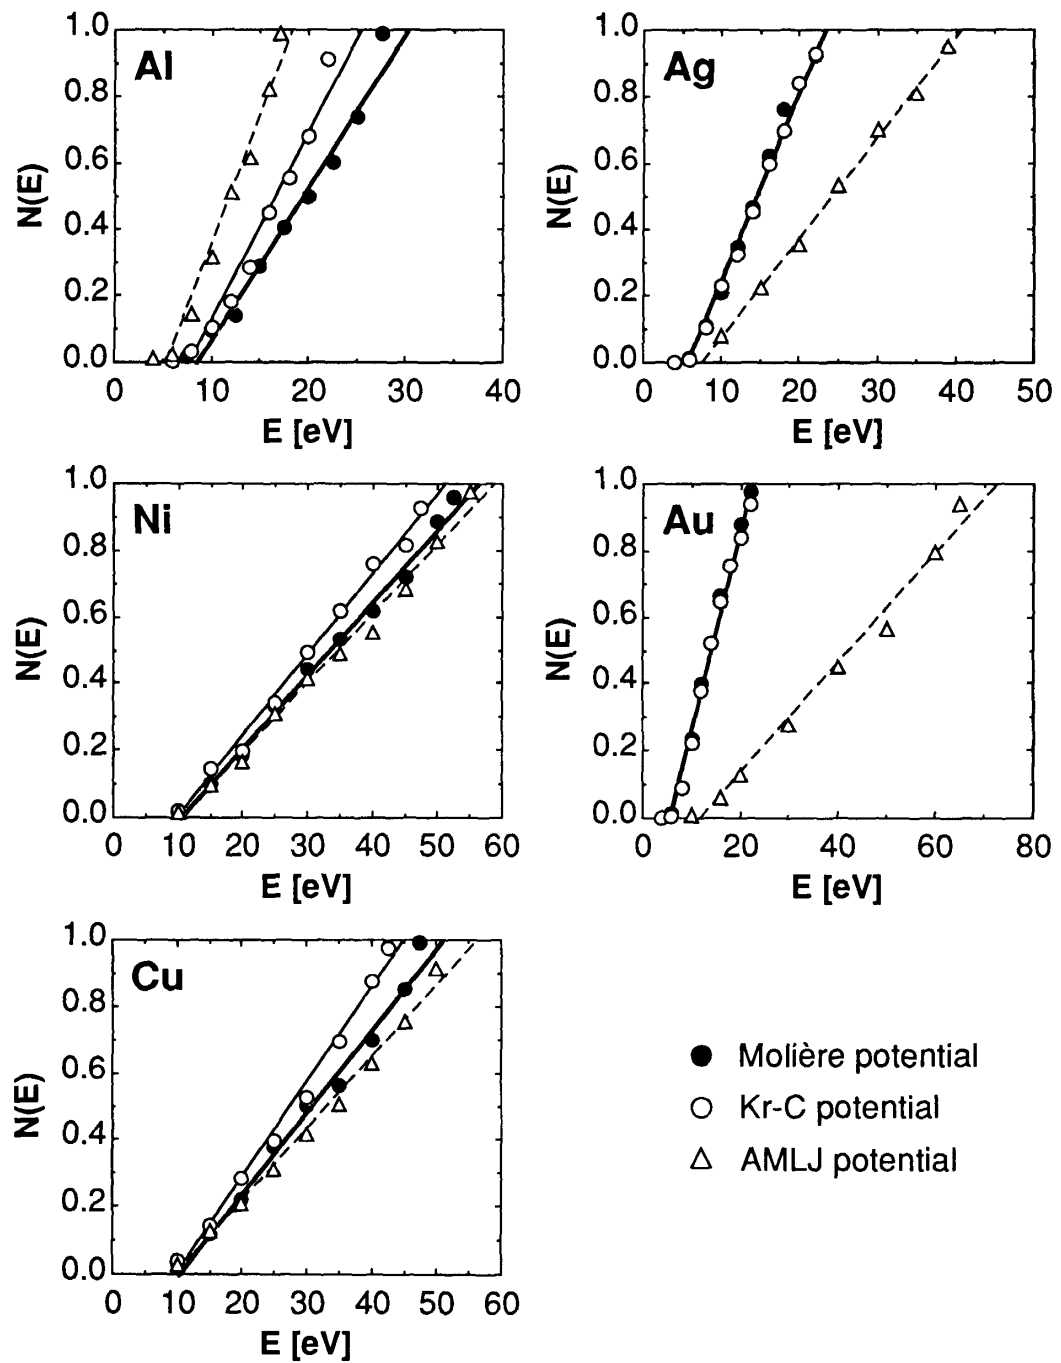 Al
N(E)
1.0
0.8
0.6
0.4
0.2
0.0
0 10 20 30 40
E [eV]
Ag
N(E)
1.0
0.8
0.6
0.4
0.2
0.0
0 10 20 30 40 50
E [eV]
Ni
N(E)
1.0
0.8
0.6
0.4
0.2
0.0
0 10 20 30 40 50 60
E [eV]
Au
N(E)
1.0
0.8
0.6
0.4
0.2
0.0
0 20 40 60 80
E [eV]
Cu
N(E)
1.0
0.8
0.6
0.4
0.2
0.0
0 10 20 30 40 50 60
E [eV]
Molière potential
Kr-C potential
AMLJ potential